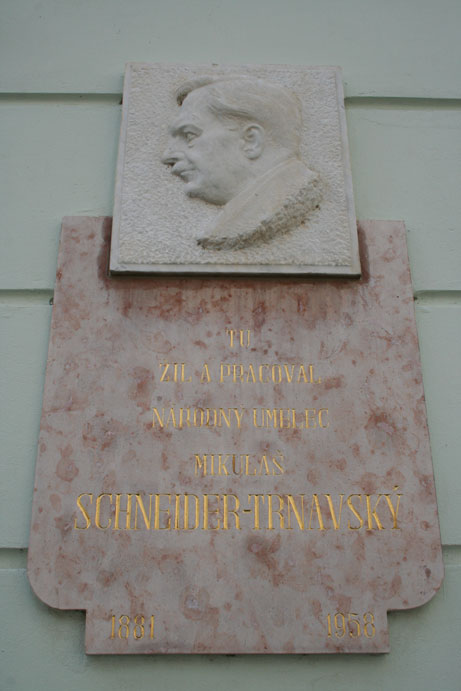 TU
ŽIL A PRACOVAL
NÁRODNÝ UMELEC
MIKULÁŠ
SCHNEIDER-TRNAVSKÝ
1881 1958